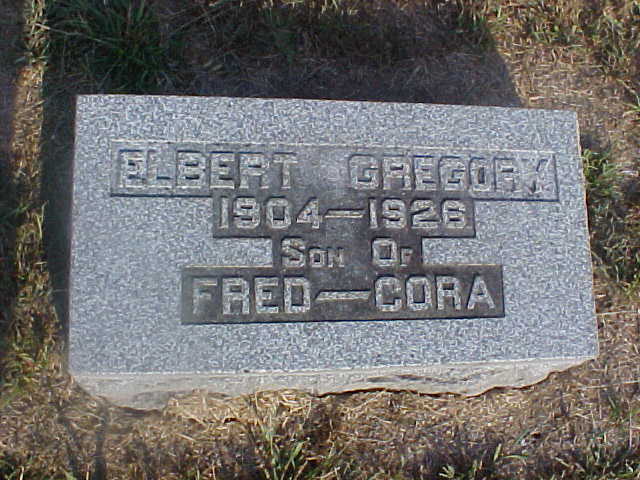 ELBERT GREGORY
1904—1926
SON OF
FRED—CORA